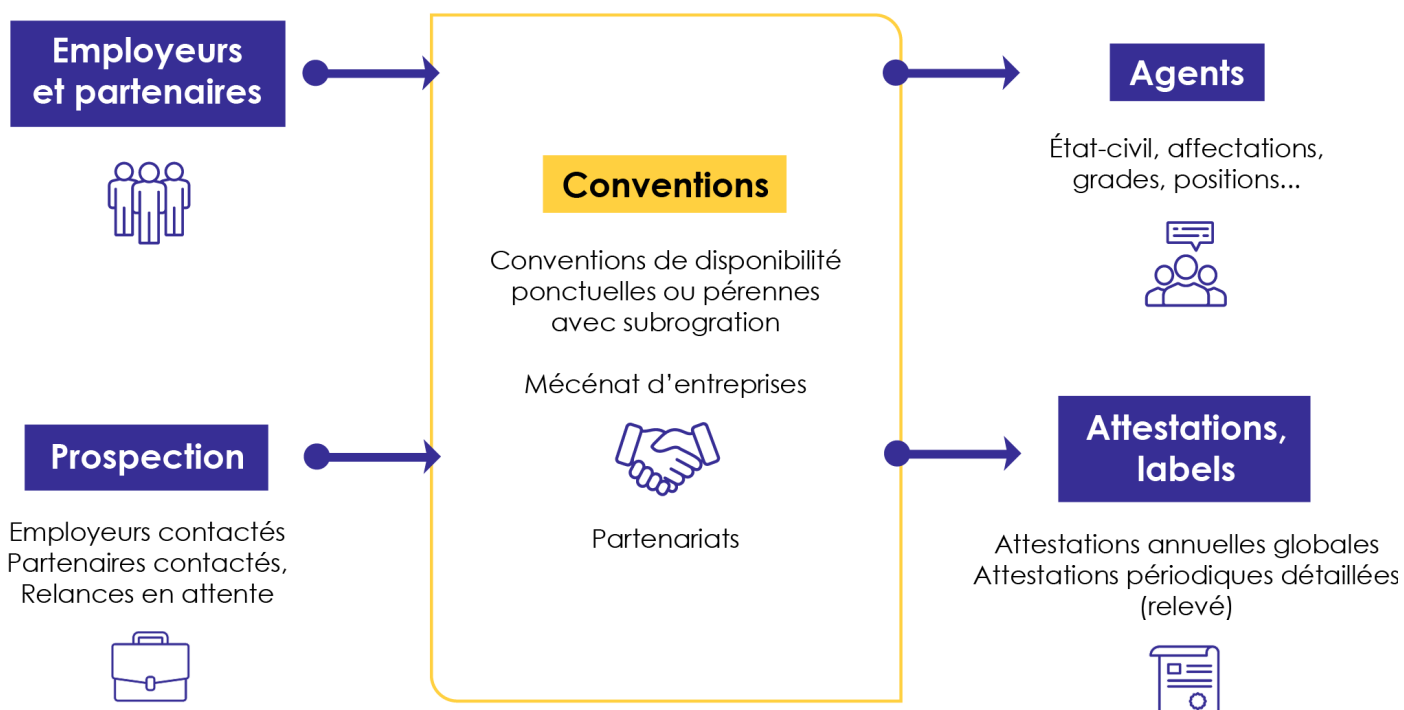 Employeurs
et partenaires
Prospection
Employeurs contactés
Partenaires contactés,
Relances en attente
Conventions
Conventions de disponibilité
ponctuelles ou pérennes
avec subrogration
Mécénat d’entreprises
Partenariats
Agents
État-civil, affectations,
grades, positions...
Attestations,
labels
Attestations annuelles globales
Attestations périodiques détaillées
(relevé)